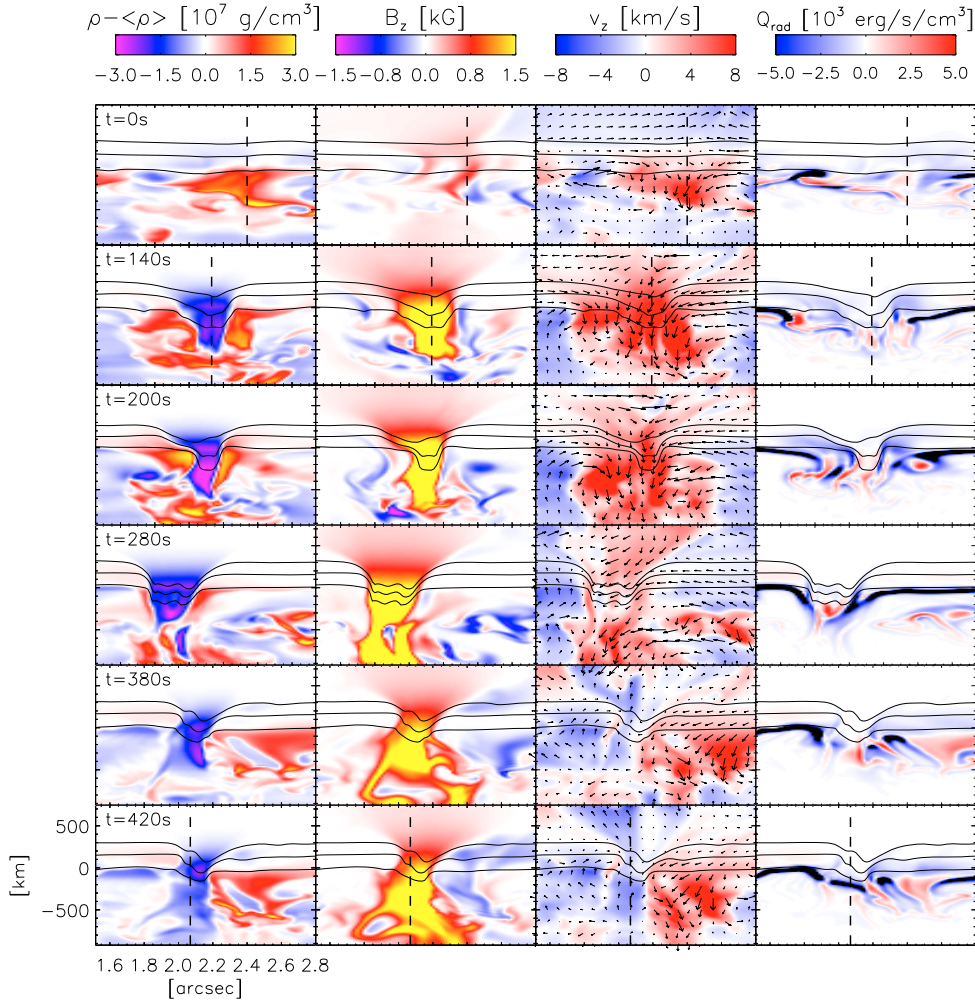 ρ−<ρ> [10⁷ g/cm³]
B_z [kG]
v_z [km/s]
Q_rad [10³ erg/s/cm³]
−3.0 −1.5 0.0 1.5 3.0
−1.5 −0.8 0.0 0.8 1.5
−8 −4 0 4 8
−5.0 −2.5 0.0 2.5 5.0
t=0s
t=140s
t=200s
t=280s
t=380s
t=420s
500
0
−500
[km]
1.6 1.8 2.0 2.2 2.4 2.6 2.8
[arcsec]